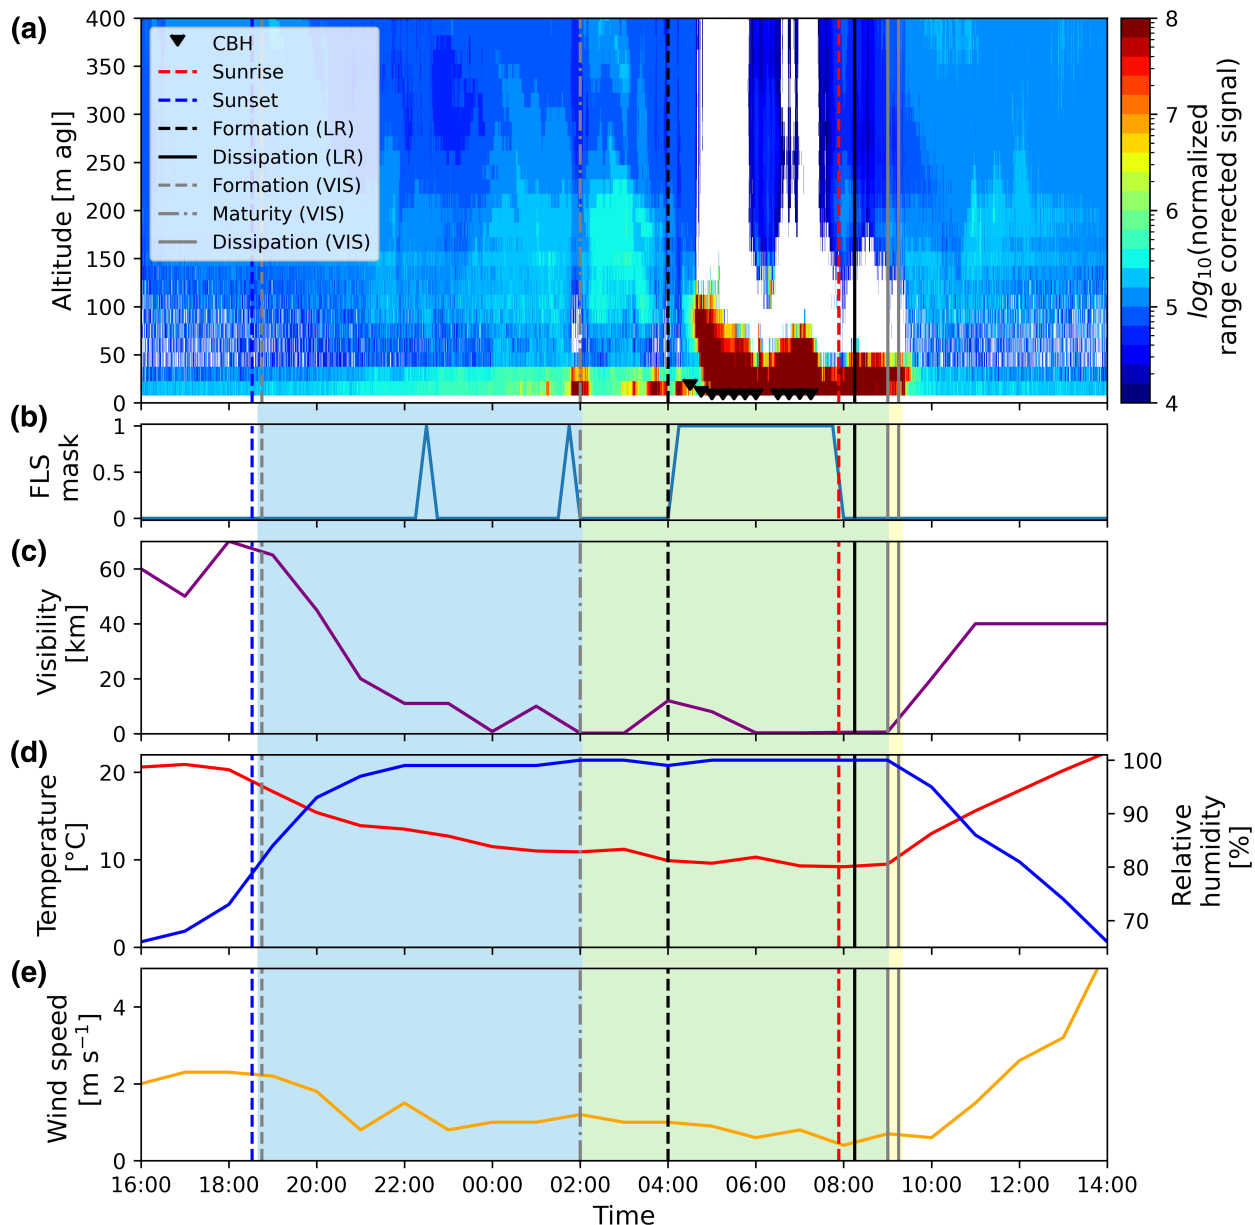 (a)
400
350
300
250
200
150
100
50
0
Altitude [m agl]
CBH
Sunrise
Sunset
Formation (LR)
Dissipation (LR)
Formation (VIS)
Maturity (VIS)
Dissipation (VIS)
8
7
6
5
4
log10(normalized
range corrected signal)
(b)
1
0.5
0
FLS
mask
(c)
60
40
20
0
Visibility
[km]
(d)
20
10
0
Temperature
[°C]
100
90
80
70
Relative
humidity
[%]
(e)
4
2
0
Wind speed
[m s−1]
16:00 18:00 20:00 22:00 00:00 02:00 04:00 06:00 08:00 10:00 12:00 14:00
Time